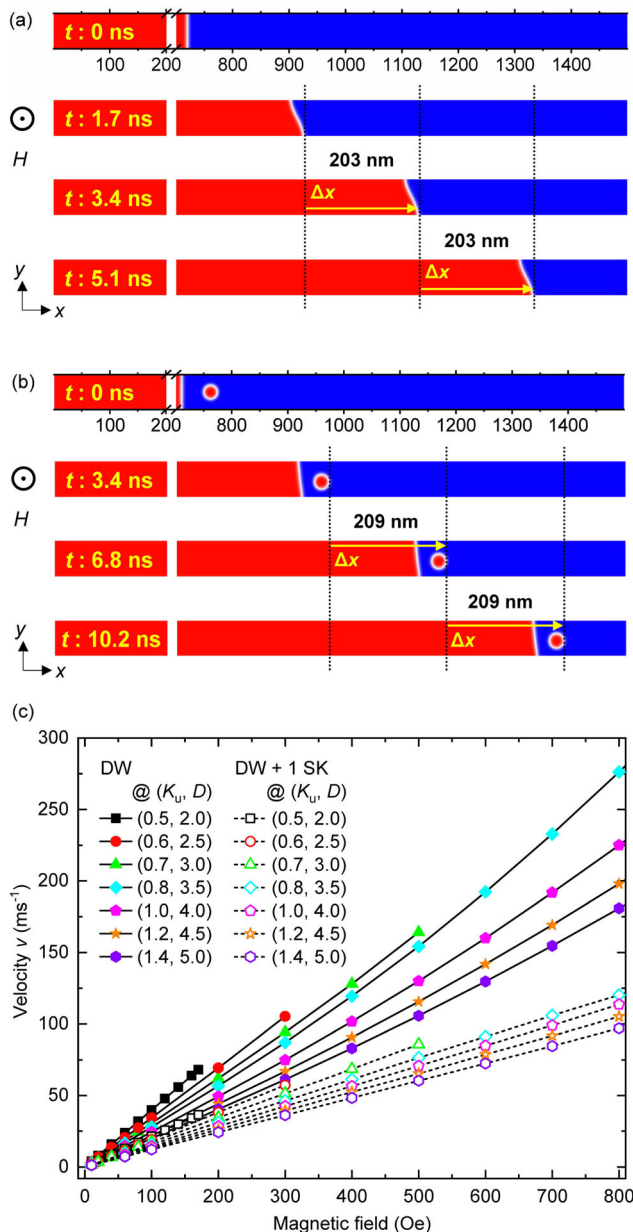 (a)
t : 0 ns
100 200 800 900 1000 1100 1200 1300 1400
t : 1.7 ns
H
203 nm
t : 3.4 ns
Δx
203 nm
t : 5.1 ns
Δx
y
x
(b)
t : 0 ns
100 200 800 900 1000 1100 1200 1300 1400
t : 3.4 ns
H
209 nm
t : 6.8 ns
Δx
209 nm
t : 10.2 ns
Δx
y
x
(c)
300
250
200
150
100
50
0
Velocity v (ms⁻¹)
DW DW + 1 SK
@ (Kᵤ, D) @ (Kᵤ, D)
(0.5, 2.0) (0.5, 2.0)
(0.6, 2.5) (0.6, 2.5)
(0.7, 3.0) (0.7, 3.0)
(0.8, 3.5) (0.8, 3.5)
(1.0, 4.0) (1.0, 4.0)
(1.2, 4.5) (1.2, 4.5)
(1.4, 5.0) (1.4, 5.0)
0 100 200 300 400 500 600 700 800
Magnetic field (Oe)